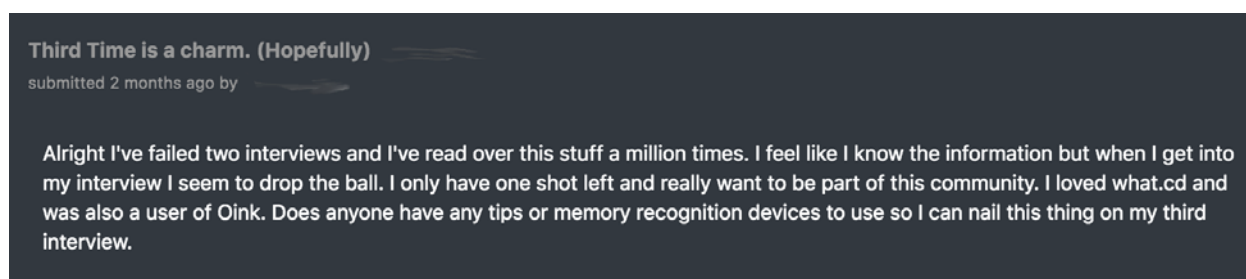 Third Time is a charm. (Hopefully)
submitted 2 months ago by
Alright I've failed two interviews and I've read over this stuff a million times. I feel like I know the information but when I get into
my interview I seem to drop the ball. I only have one shot left and really want to be part of this community. I loved what.cd and
was also a user of Oink. Does anyone have any tips or memory recognition devices to use so I can nail this thing on my third
interview.